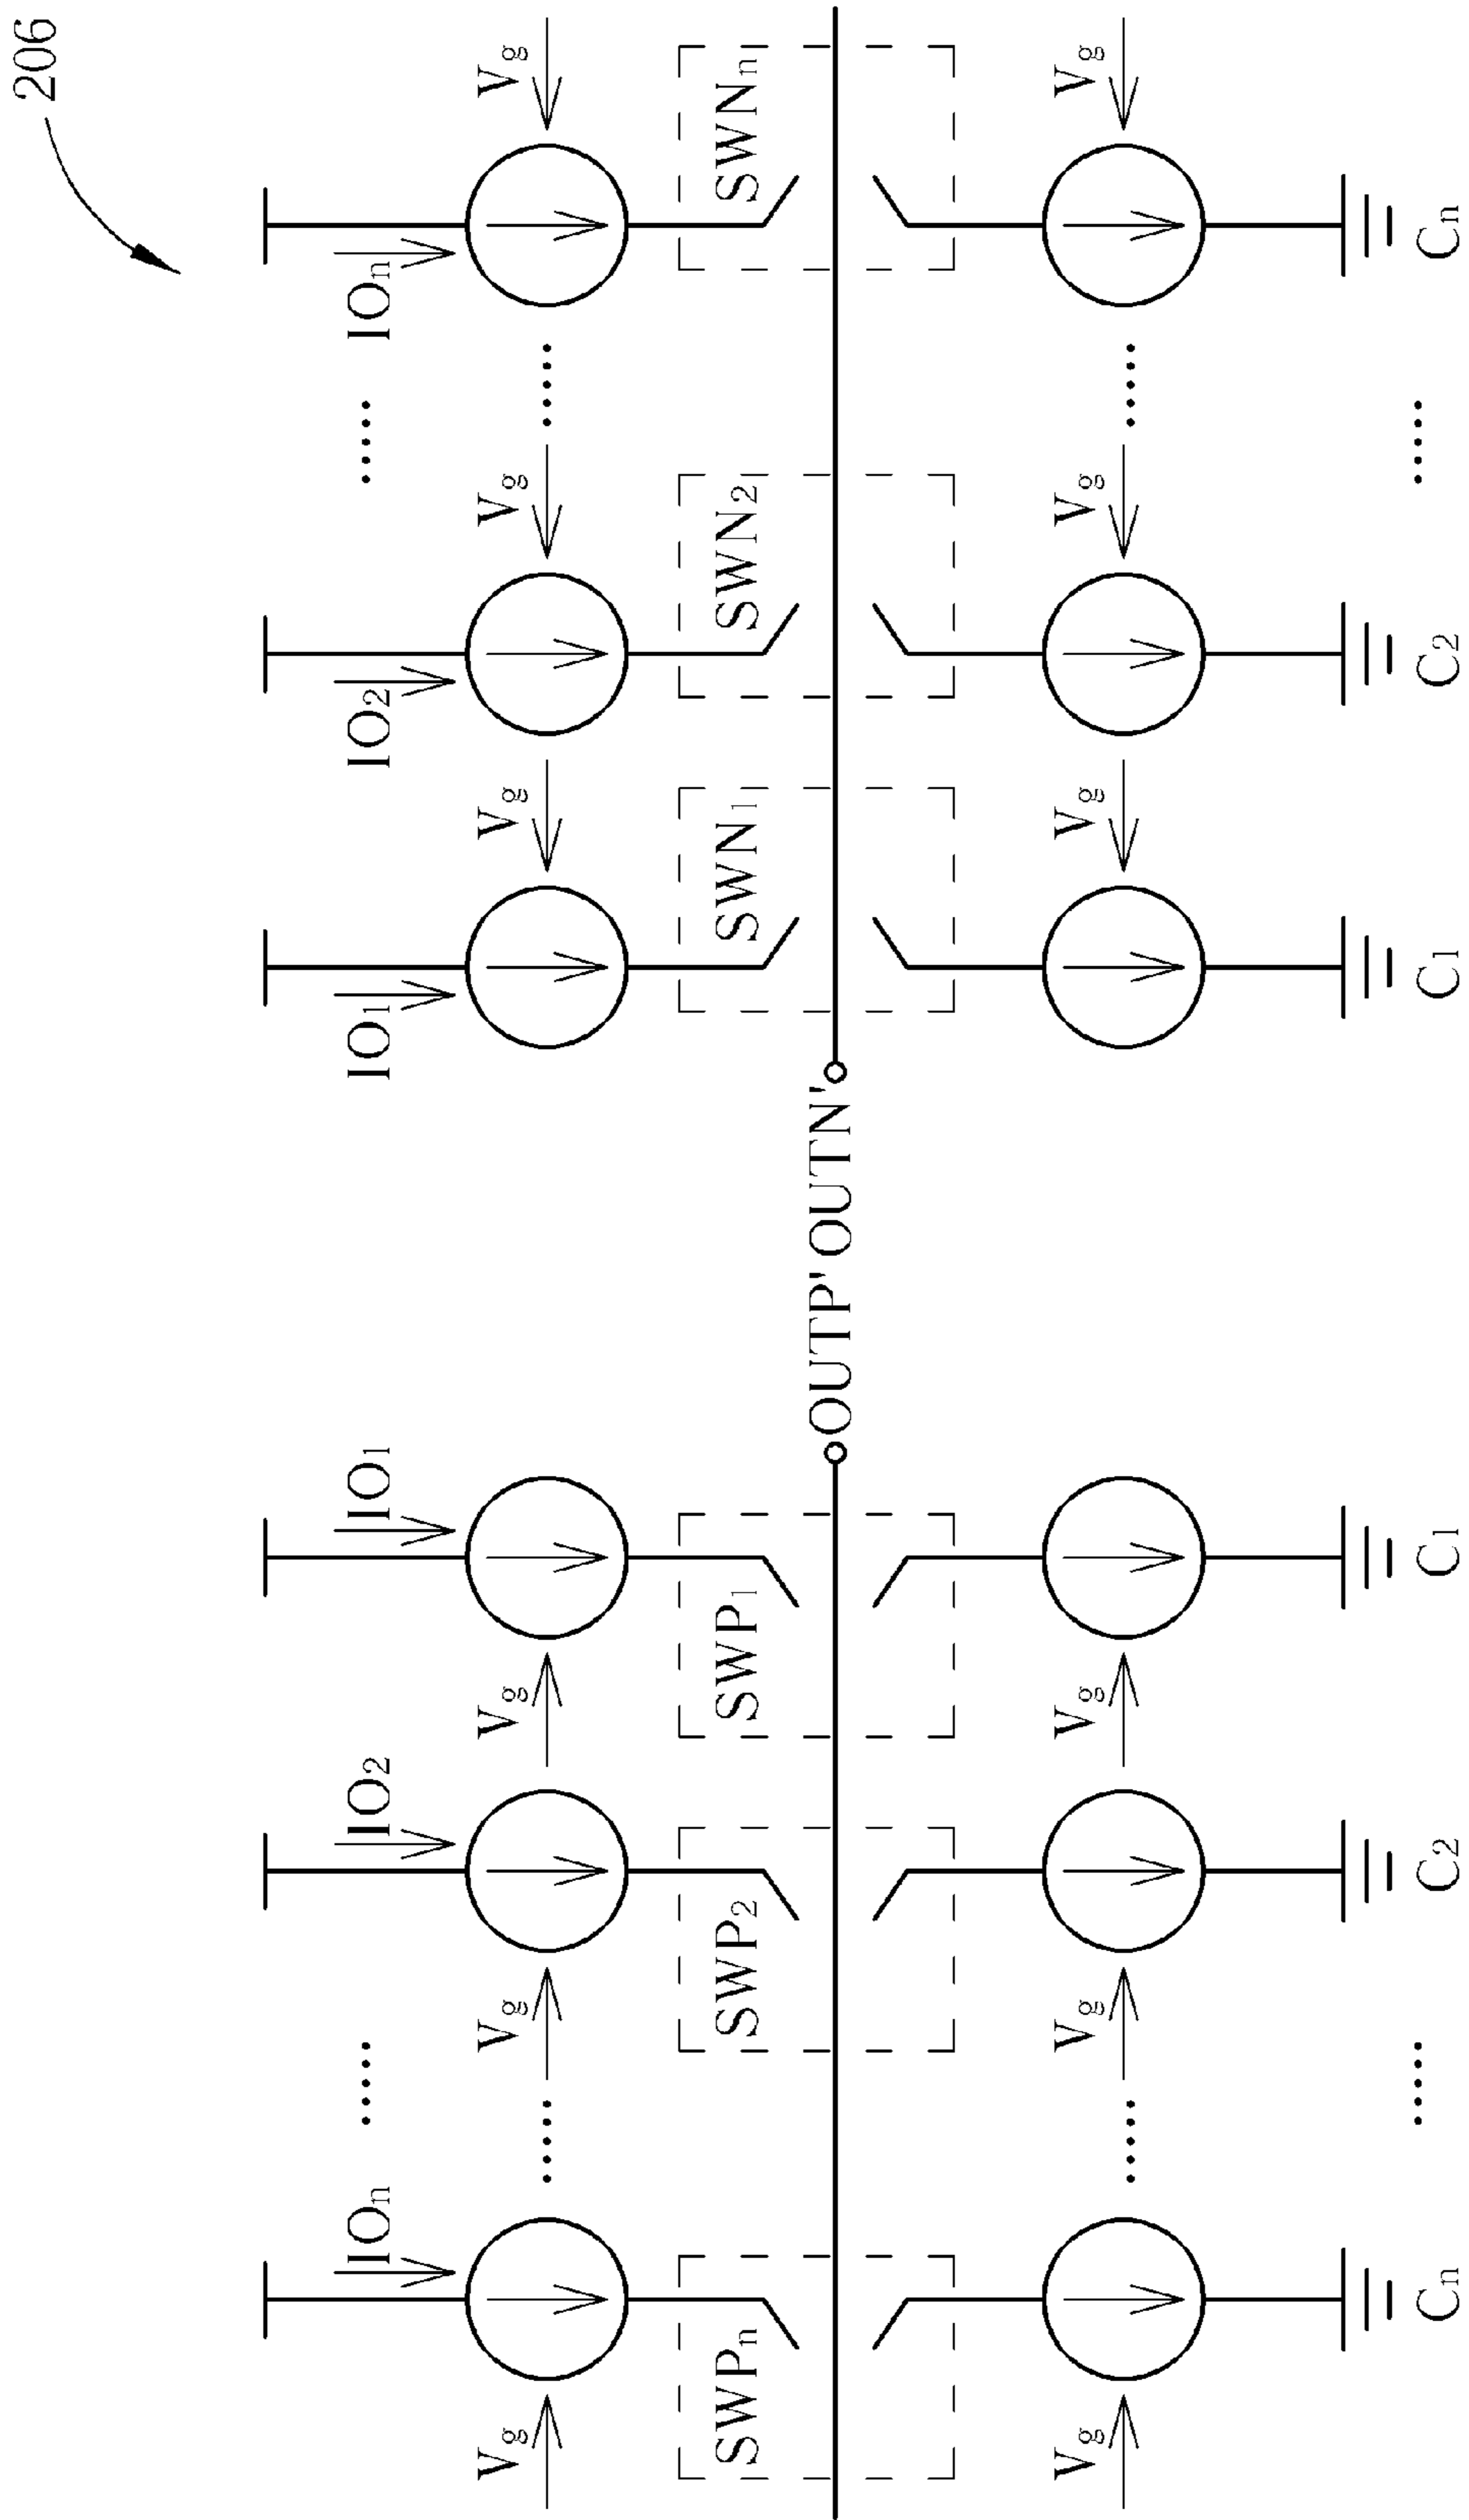 206
IOn ..... IO2 IO1 IO1 IO2 ..... IOn
Vg ..... Vg Vg Vg Vg ..... Vg
SWPn SWP2 SWP1 SWN1 SWN2 SWNn
OUTP' OUTN'
Vg ..... Vg Vg Vg Vg ..... Vg
Cn ..... C2 C1 C1 C2 ..... Cn